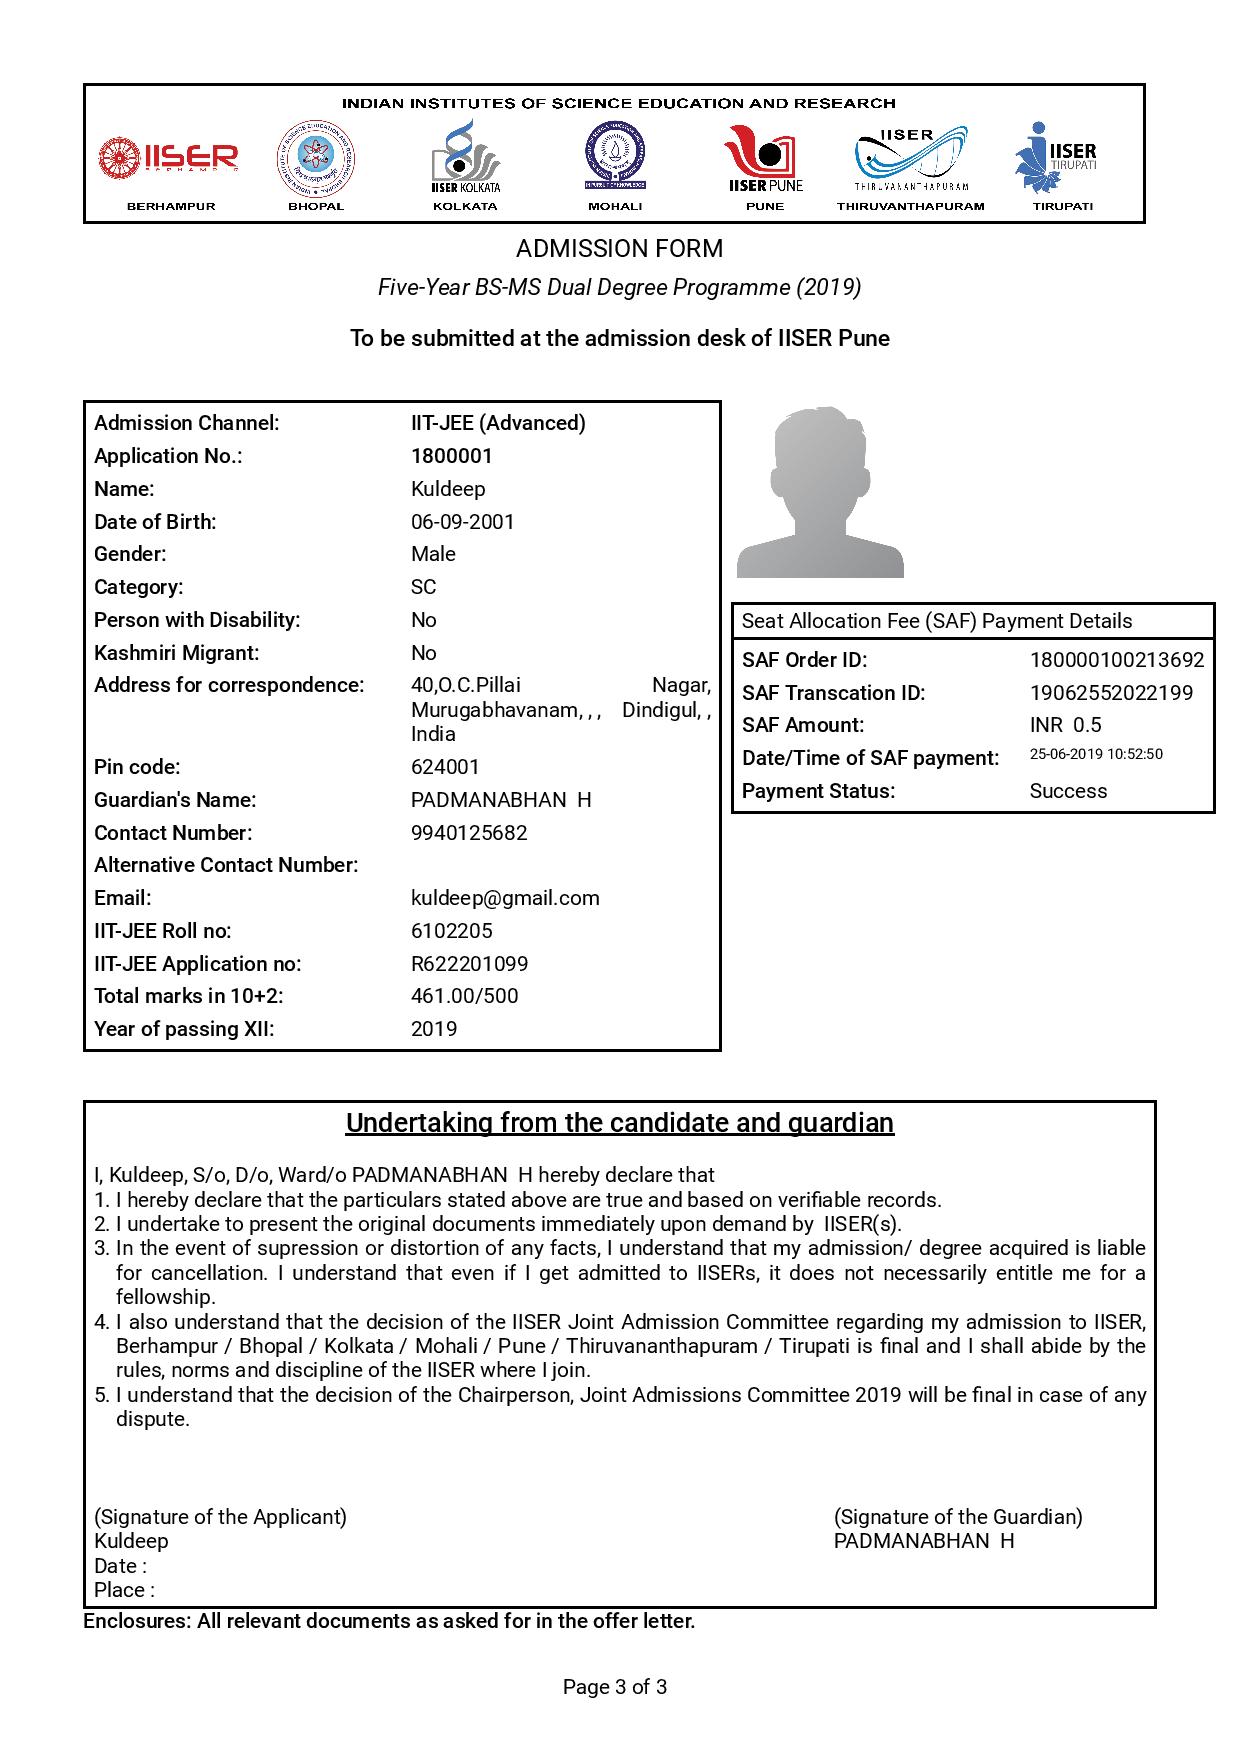 INDIAN INSTITUTES OF SCIENCE EDUCATION AND RESEARCH
IISER
BERHAMPUR
BHOPAL
IISER KOLKATA
KOLKATA
IN PURSUIT OF KNOWLEDGE
MOHALI
IISER PUNE
PUNE
IISER
THIRUVANANTHAPURAM
THIRUVANTHAPURAM
IISER
TIRUPATI
TIRUPATI
ADMISSION FORM
Five-Year BS-MS Dual Degree Programme (2019)
To be submitted at the admission desk of IISER Pune
Admission Channel: IIT-JEE (Advanced)
Application No.: 1800001
Name: Kuldeep
Date of Birth: 06-09-2001
Gender: Male
Category: SC
Person with Disability: No
Kashmiri Migrant: No
Address for correspondence: 40,O.C.Pillai Nagar,
Murugabhavanam, , , Dindigul, ,
India
Pin code: 624001
Guardian's Name: PADMANABHAN H
Contact Number: 9940125682
Alternative Contact Number:
Email: kuldeep@gmail.com
IIT-JEE Roll no: 6102205
IIT-JEE Application no: R622201099
Total marks in 10+2: 461.00/500
Year of passing XII: 2019
Seat Allocation Fee (SAF) Payment Details
SAF Order ID: 180000100213692
SAF Transcation ID: 19062552022199
SAF Amount: INR 0.5
Date/Time of SAF payment: 25-06-2019 10:52:50
Payment Status: Success
Undertaking from the candidate and guardian
I, Kuldeep, S/o, D/o, Ward/o PADMANABHAN H hereby declare that
1. I hereby declare that the particulars stated above are true and based on verifiable records.
2. I undertake to present the original documents immediately upon demand by IISER(s).
3. In the event of supression or distortion of any facts, I understand that my admission/ degree acquired is liable
for cancellation. I understand that even if I get admitted to IISERs, it does not necessarily entitle me for a
fellowship.
4. I also understand that the decision of the IISER Joint Admission Committee regarding my admission to IISER,
Berhampur / Bhopal / Kolkata / Mohali / Pune / Thiruvananthapuram / Tirupati is final and I shall abide by the
rules, norms and discipline of the IISER where I join.
5. I understand that the decision of the Chairperson, Joint Admissions Committee 2019 will be final in case of any
dispute.
(Signature of the Applicant) (Signature of the Guardian)
Kuldeep PADMANABHAN H
Date :
Place :
Enclosures: All relevant documents as asked for in the offer letter.
Page 3 of 3